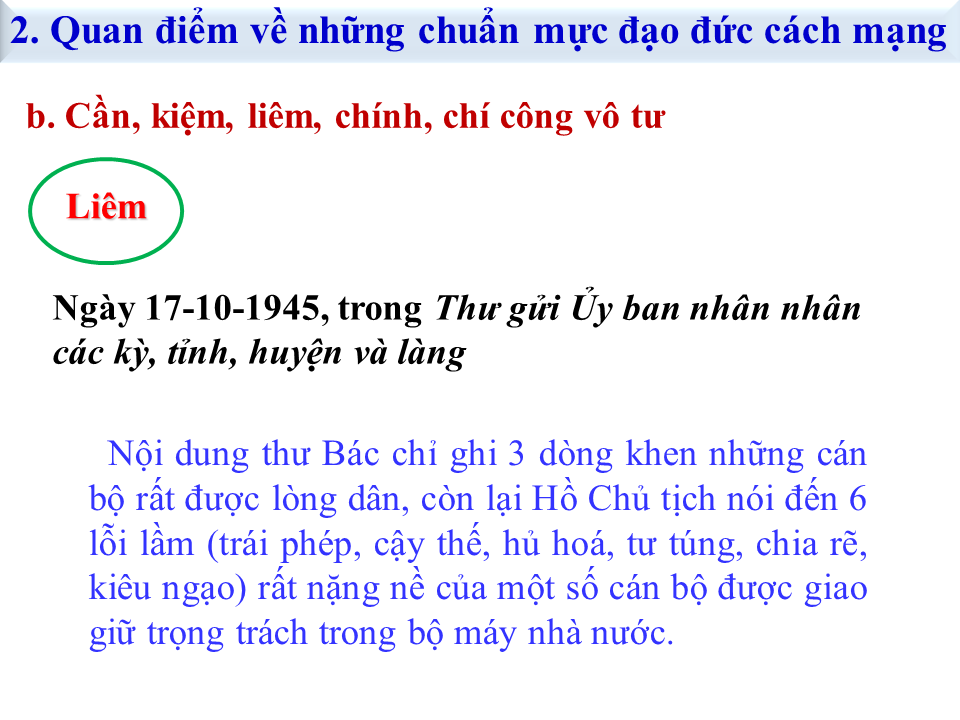 2. Quan điểm về những chuẩn mực đạo đức cách mạng
b. Cần, kiệm, liêm, chính, chí công vô tư
Liêm
Ngày 17-10-1945, trong Thư gửi Ủy ban nhân nhân
các kỳ, tỉnh, huyện và làng
Nội dung thư Bác chỉ ghi 3 dòng khen những cán
bộ rất được lòng dân, còn lại Hồ Chủ tịch nói đến 6
lỗi lầm (trái phép, cậy thế, hủ hoá, tư túng, chia rẽ,
kiêu ngạo) rất nặng nề của một số cán bộ được giao
giữ trọng trách trong bộ máy nhà nước.